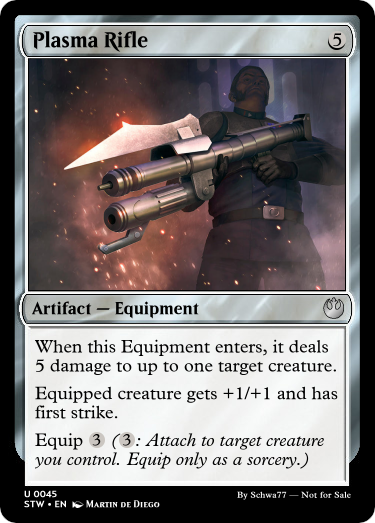 Plasma Rifle 5
Artifact — Equipment
When this Equipment enters, it deals
5 damage to up to one target creature.
Equipped creature gets +1/+1 and has
first strike.
Equip 3 (3: Attach to target creature
you control. Equip only as a sorcery.)
U 0045
STW • EN Martin de Diego
By Schwa77 — Not for Sale